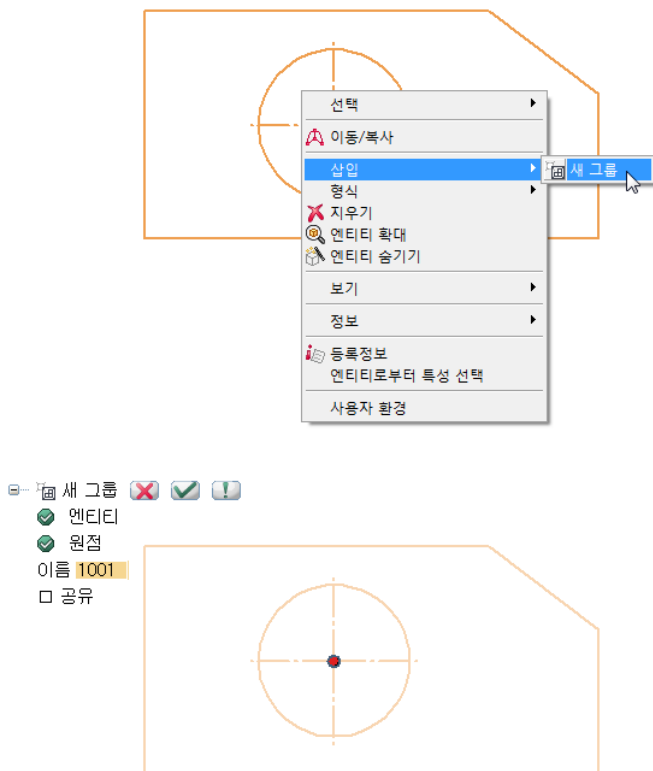 선택
이동/복사
삽입
새 그룹
형식
지우기
엔티티 확대
엔티티 숨기기
보기
정보
등록정보
엔티티로부터 특성 선택
사용자 환경
새 그룹
엔티티
원점
이름 1001
공유